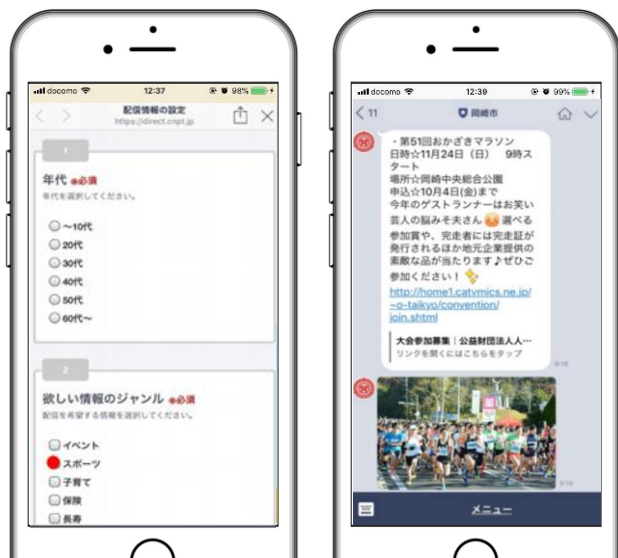 docomo 12:37 98%
配信情報の設定
https://direct.cnpt.jp
1
年代 ※必須
年代を選択してください。
〜10代
20代
30代
40代
50代
60代〜
2
欲しい情報のジャンル ※必須
配信を希望する情報を選択してください。
イベント
スポーツ
子育て
保険
長寿
docomo 12:39 99%
11 岡崎市
・第51回おかざきマラソン
日時☆11月24日（日） 9時ス
タート
場所☆岡崎中央総合公園
申込☆10月4日(金)まで
今年のゲストランナーはお笑い
芸人の脳みそ夫さん 選べる
参加賞や、完走者には完走証が
発行されるほか地元企業提供の
素敵な品が当たります♪ぜひご
参加ください！
http://home1.catvmics.ne.jp/
~o-taikyo/convention/
join.shtml
大会参加募集｜公益財団法人人…
リンクを開くにはこちらをタップ
9:16
9:16
メニュー